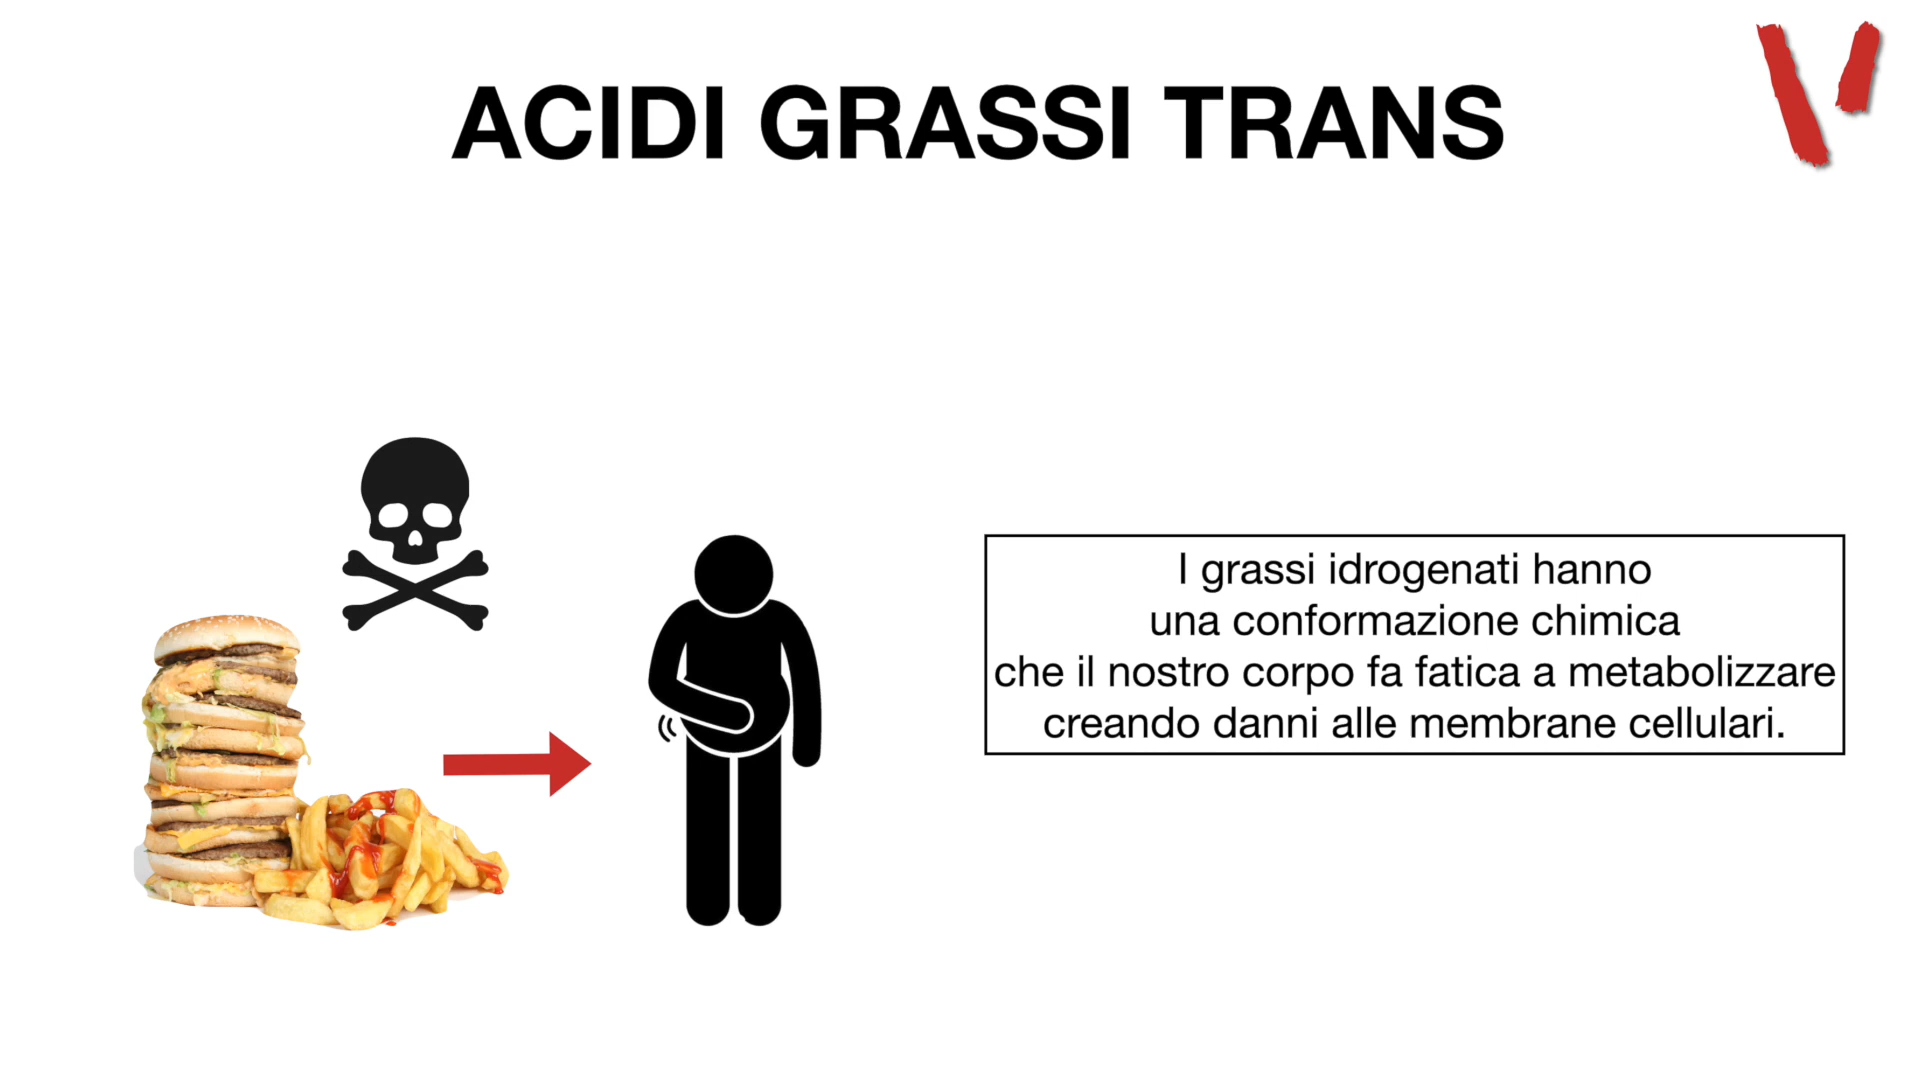 ACIDI GRASSI TRANS
I grassi idrogenati hanno
una conformazione chimica
che il nostro corpo fa fatica a metabolizzare
creando danni alle membrane cellulari.